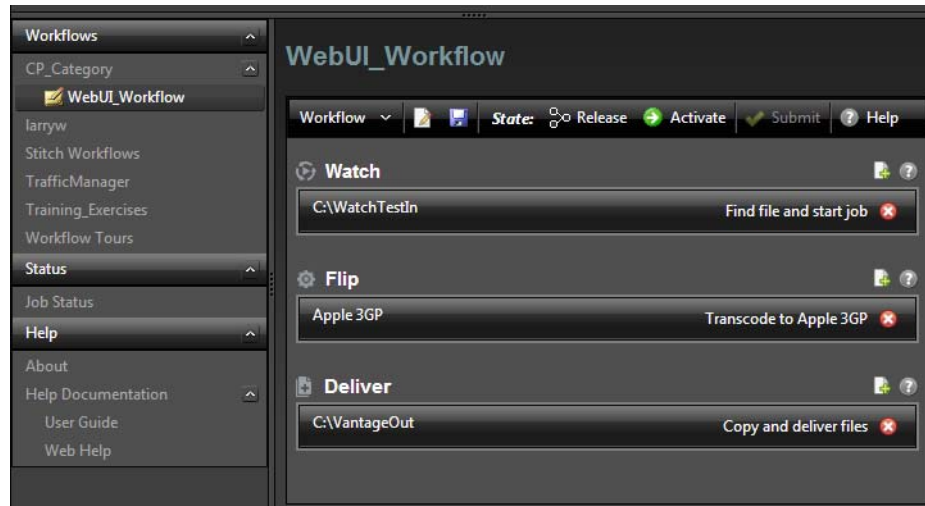 Workflows
CP_Category
WebUI_Workflow
larryw
Stitch Workflows
TrafficManager
Training_Exercises
Workflow Tours
Status
Job Status
Help
About
Help Documentation
User Guide
Web Help
WebUI_Workflow
Workflow State: Release Activate Submit ? Help
Watch ?
C:\WatchTestIn Find file and start job
Flip ?
Apple 3GP Transcode to Apple 3GP
Deliver ?
C:\VantageOut Copy and deliver files